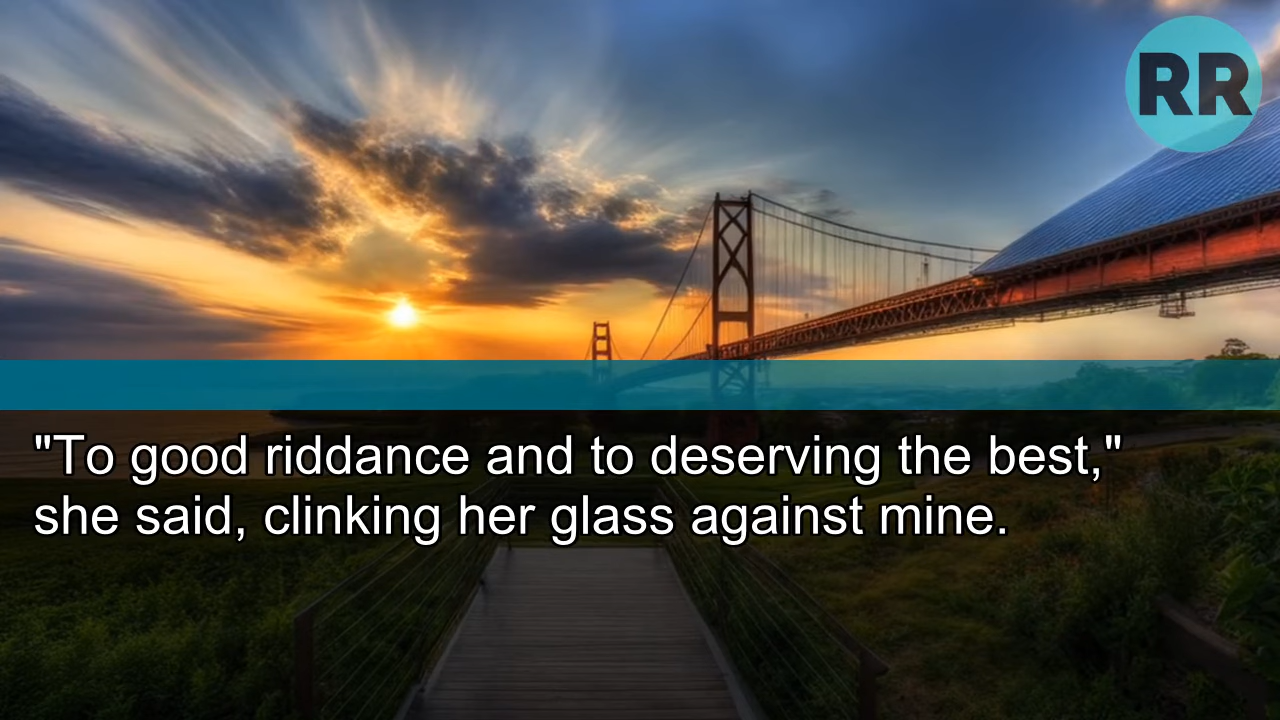 RR
"To good riddance and to deserving the best,"
she said, clinking her glass against mine.